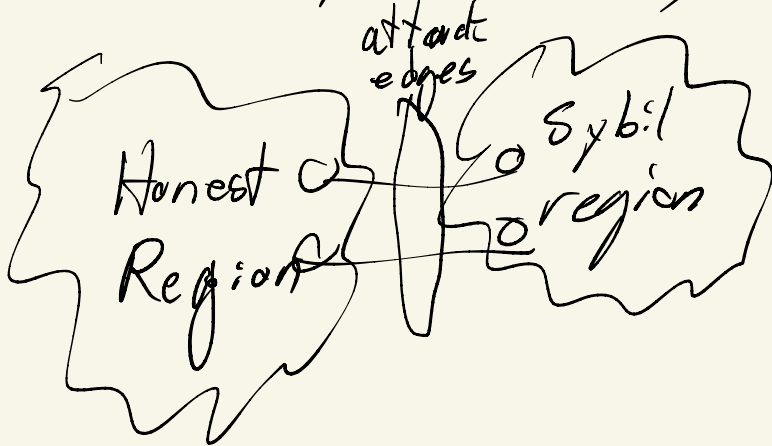 attack
edges
Sybil
region
Honest
Region